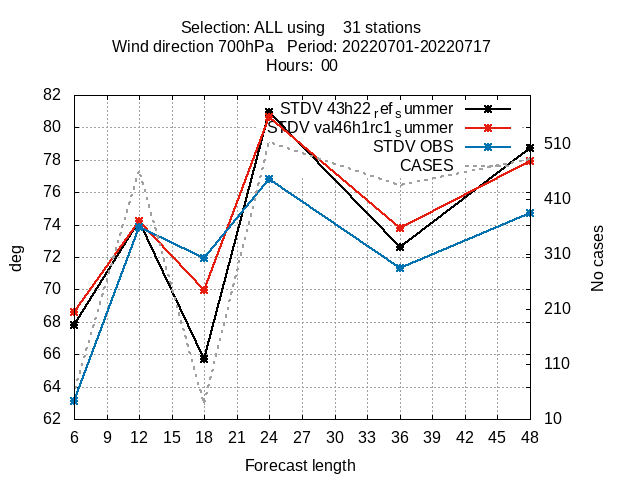 Selection: ALL using    31 stations
Wind direction 700hPa   Period: 20220701-20220717
Hours:  00
STDV 43h22_ref_summer
STDV val46h1rc1_summer
STDV OBS
CASES
82
80
78
76
74
72
70
68
66
64
62
deg
510
410
310
210
110
10
No cases
6 9 12 15 18 21 24 27 30 33 36 39 42 45 48
Forecast length